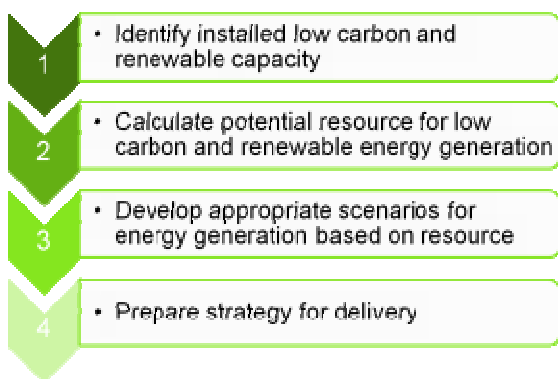 1
• Identify installed low carbon and
renewable capacity
2
• Calculate potential resource for low
carbon and renewable energy generation
3
• Develop appropriate scenarios for
energy generation based on resource
4
• Prepare strategy for delivery